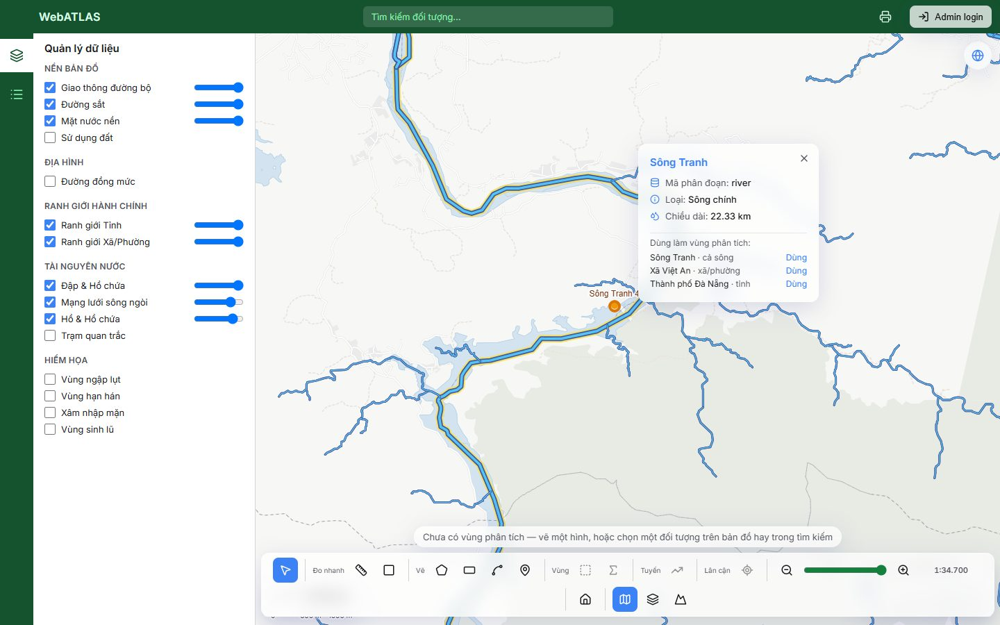 WebATLAS
Tìm kiếm đối tượng...
Admin login
Quản lý dữ liệu
NỀN BẢN ĐỒ
Giao thông đường bộ
Đường sắt
Mặt nước nền
Sử dụng đất
ĐỊA HÌNH
Đường đồng mức
RANH GIỚI HÀNH CHÍNH
Ranh giới Tỉnh
Ranh giới Xã/Phường
TÀI NGUYÊN NƯỚC
Đập & Hồ chứa
Mạng lưới sông ngòi
Hồ & Hồ chứa
Trạm quan trắc
HIỂM HỌA
Vùng ngập lụt
Vùng hạn hán
Xâm nhập mặn
Vùng sinh lũ
Sông Tranh
Mã phân đoạn: river
Loại: Sông chính
Chiều dài: 22.33 km
Dùng làm vùng phân tích:
Sông Tranh · cả sông Dùng
Xã Việt An · xã/phường Dùng
Thành phố Đà Nẵng · tỉnh Dùng
Sông Tranh 4
Chưa có vùng phân tích — vẽ một hình, hoặc chọn một đối tượng trên bản đồ hay trong tìm kiếm
Đo nhanh Vẽ Vùng Tuyến Lân cận 1:34.700